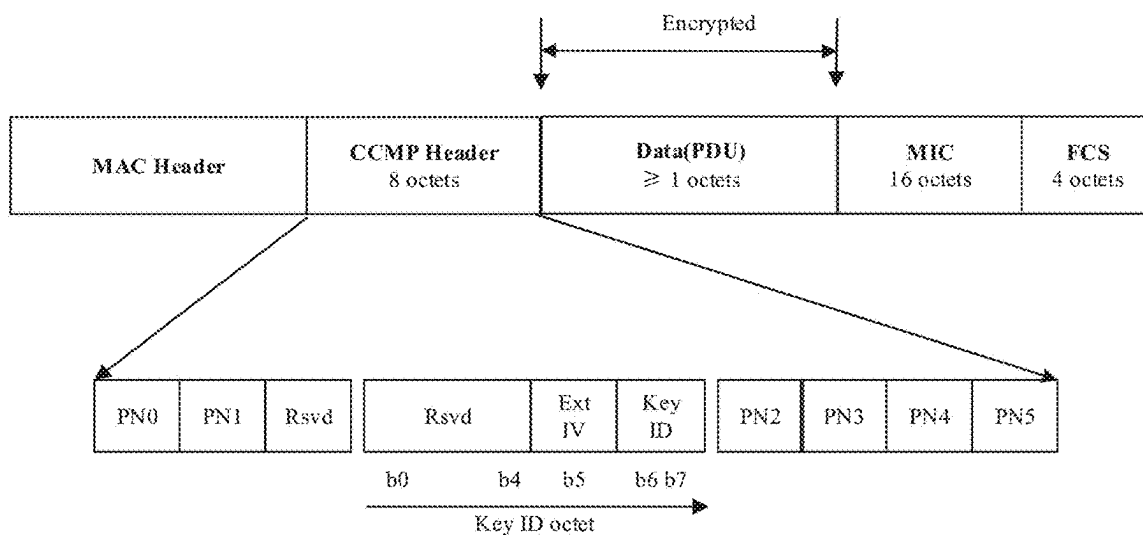 Encrypted
MAC Header
CCMP Header
8 octets
Data(PDU)
≥ 1 octets
MIC
16 octets
FCS
4 octets
PN0 PN1 Rsvd Rsvd Ext IV Key ID PN2 PN3 PN4 PN5
b0 b4 b5 b6 b7
Key ID octet